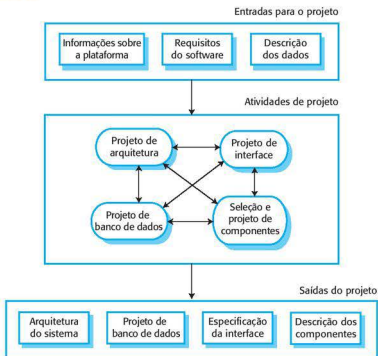 Entradas para o projeto
Informações sobre
a plataforma
Requisitos
do software
Descrição
dos dados
Atividades de projeto
Projeto de
arquitetura
Projeto de
interface
Projeto de
banco de dados
Seleção e
projeto de
componentes
Saídas do projeto
Arquitetura
do sistema
Projeto de
banco de dados
Especificação
da interface
Descrição dos
componentes